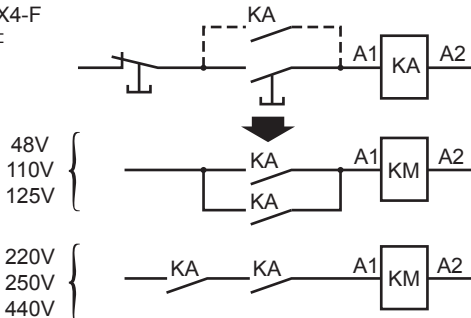 X4-F
KA
A1 KA A2
48V
110V
125V
KA A1 KM A2
KA
220V
250V
440V
KA KA A1 KM A2